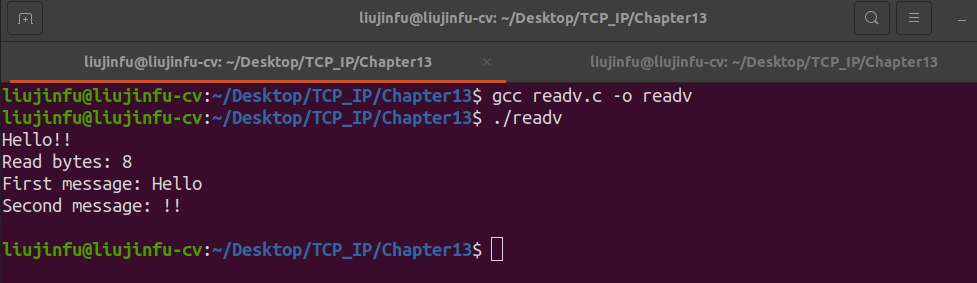 liujinfu@liujinfu-cv: ~/Desktop/TCP_IP/Chapter13
liujinfu@liujinfu-cv: ~/Desktop/TCP_IP/Chapter13 × liujinfu@liujinfu-cv: ~/Desktop/TCP_IP/Chapter13
liujinfu@liujinfu-cv:~/Desktop/TCP_IP/Chapter13$ gcc readv.c -o readv
liujinfu@liujinfu-cv:~/Desktop/TCP_IP/Chapter13$ ./readv
Hello!!
Read bytes: 8
First message: Hello
Second message: !!
liujinfu@liujinfu-cv:~/Desktop/TCP_IP/Chapter13$